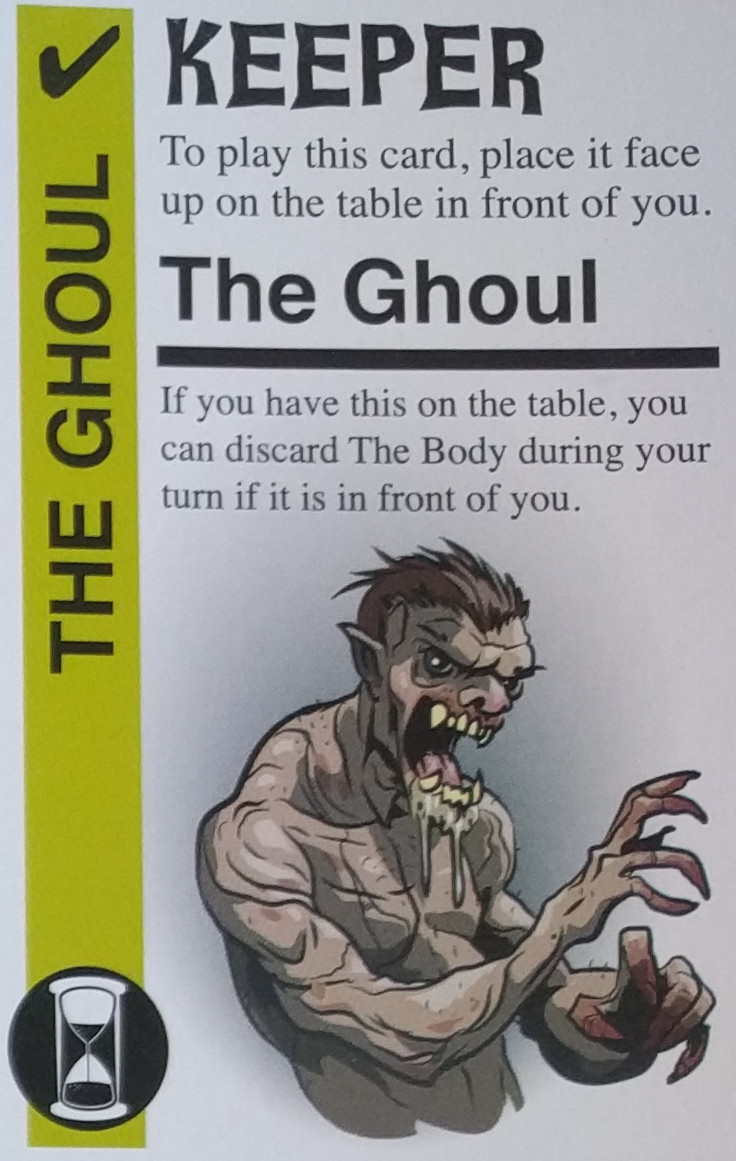 ✔ KEEPER
To play this card, place it face
up on the table in front of you.
The Ghoul
If you have this on the table, you
can discard The Body during your
turn if it is in front of you.
THE GHOUL